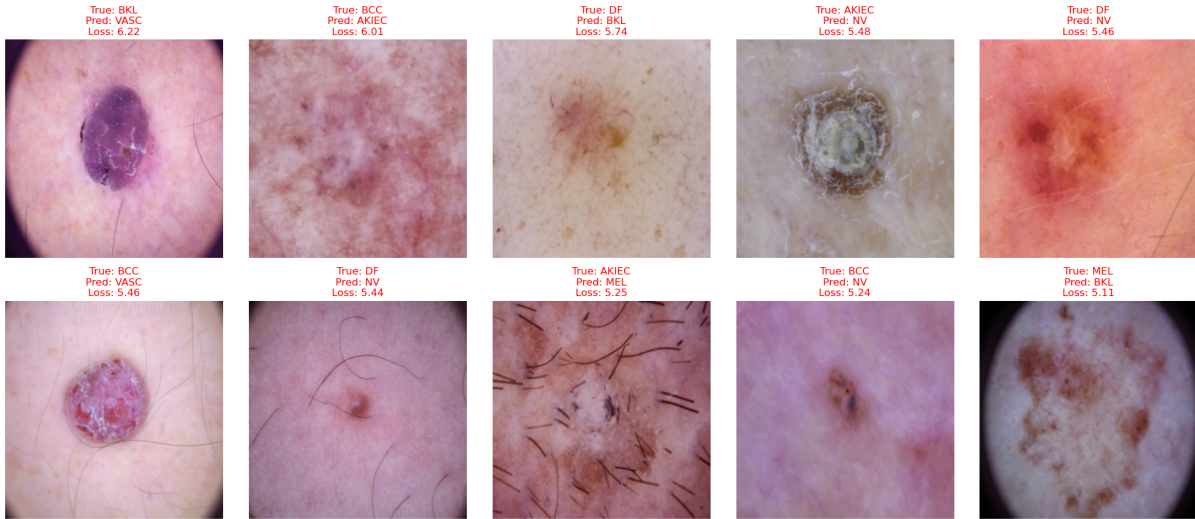 True: BKL
Pred: VASC
Loss: 6.22
True: BCC
Pred: AKIEC
Loss: 6.01
True: DF
Pred: BKL
Loss: 5.74
True: AKIEC
Pred: NV
Loss: 5.48
True: DF
Pred: NV
Loss: 5.46
True: BCC
Pred: VASC
Loss: 5.46
True: DF
Pred: NV
Loss: 5.44
True: AKIEC
Pred: MEL
Loss: 5.25
True: BCC
Pred: NV
Loss: 5.24
True: MEL
Pred: BKL
Loss: 5.11